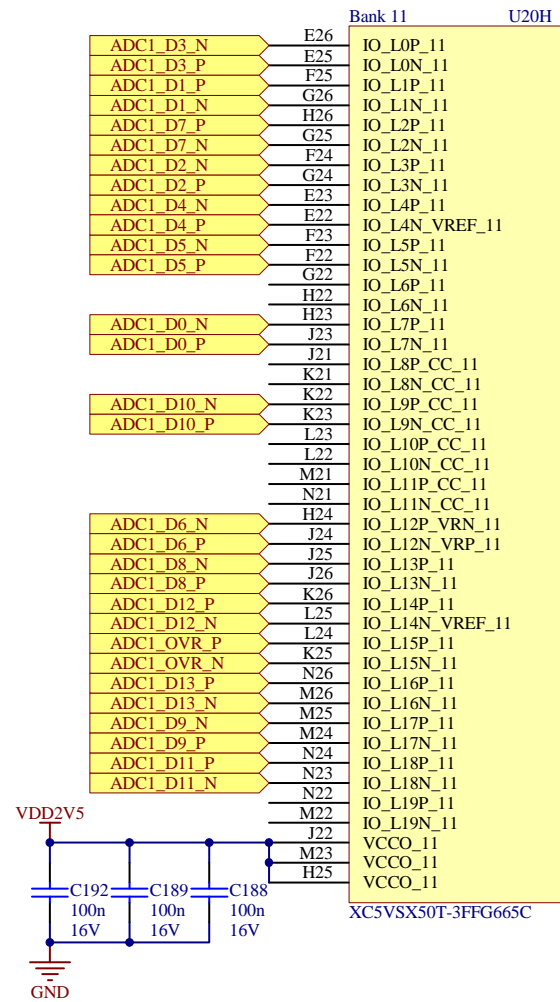 Bank 11 U20H
ADC1_D3_N E26 IO_L0P_11
ADC1_D3_P E25 IO_L0N_11
ADC1_D1_P F25 IO_L1P_11
ADC1_D1_N G26 IO_L1N_11
ADC1_D7_P H26 IO_L2P_11
ADC1_D7_N G25 IO_L2N_11
ADC1_D2_N F24 IO_L3P_11
ADC1_D2_P G24 IO_L3N_11
ADC1_D4_N E23 IO_L4P_11
ADC1_D4_P E22 IO_L4N_VREF_11
ADC1_D5_N F23 IO_L5P_11
ADC1_D5_P F22 IO_L5N_11
G22 IO_L6P_11
H22 IO_L6N_11
ADC1_D0_N H23 IO_L7P_11
ADC1_D0_P J23 IO_L7N_11
J21 IO_L8P_CC_11
K21 IO_L8N_CC_11
ADC1_D10_N K22 IO_L9P_CC_11
ADC1_D10_P K23 IO_L9N_CC_11
L23 IO_L10P_CC_11
L22 IO_L10N_CC_11
M21 IO_L11P_CC_11
N21 IO_L11N_CC_11
ADC1_D6_N H24 IO_L12P_VRN_11
ADC1_D6_P J24 IO_L12N_VRP_11
ADC1_D8_N J25 IO_L13P_11
ADC1_D8_P J26 IO_L13N_11
ADC1_D12_P K26 IO_L14P_11
ADC1_D12_N L25 IO_L14N_VREF_11
ADC1_OVR_P L24 IO_L15P_11
ADC1_OVR_N K25 IO_L15N_11
ADC1_D13_P N26 IO_L16P_11
ADC1_D13_N M26 IO_L16N_11
ADC1_D9_N M25 IO_L17P_11
ADC1_D9_P M24 IO_L17N_11
ADC1_D11_P N24 IO_L18P_11
ADC1_D11_N N23 IO_L18N_11
N22 IO_L19P_11
M22 IO_L19N_11
VDD2V5
J22 VCCO_11
M23 VCCO_11
H25 VCCO_11
C192 C189 C188
100n 100n 100n
16V 16V 16V
XC5VSX50T-3FFG665C
GND